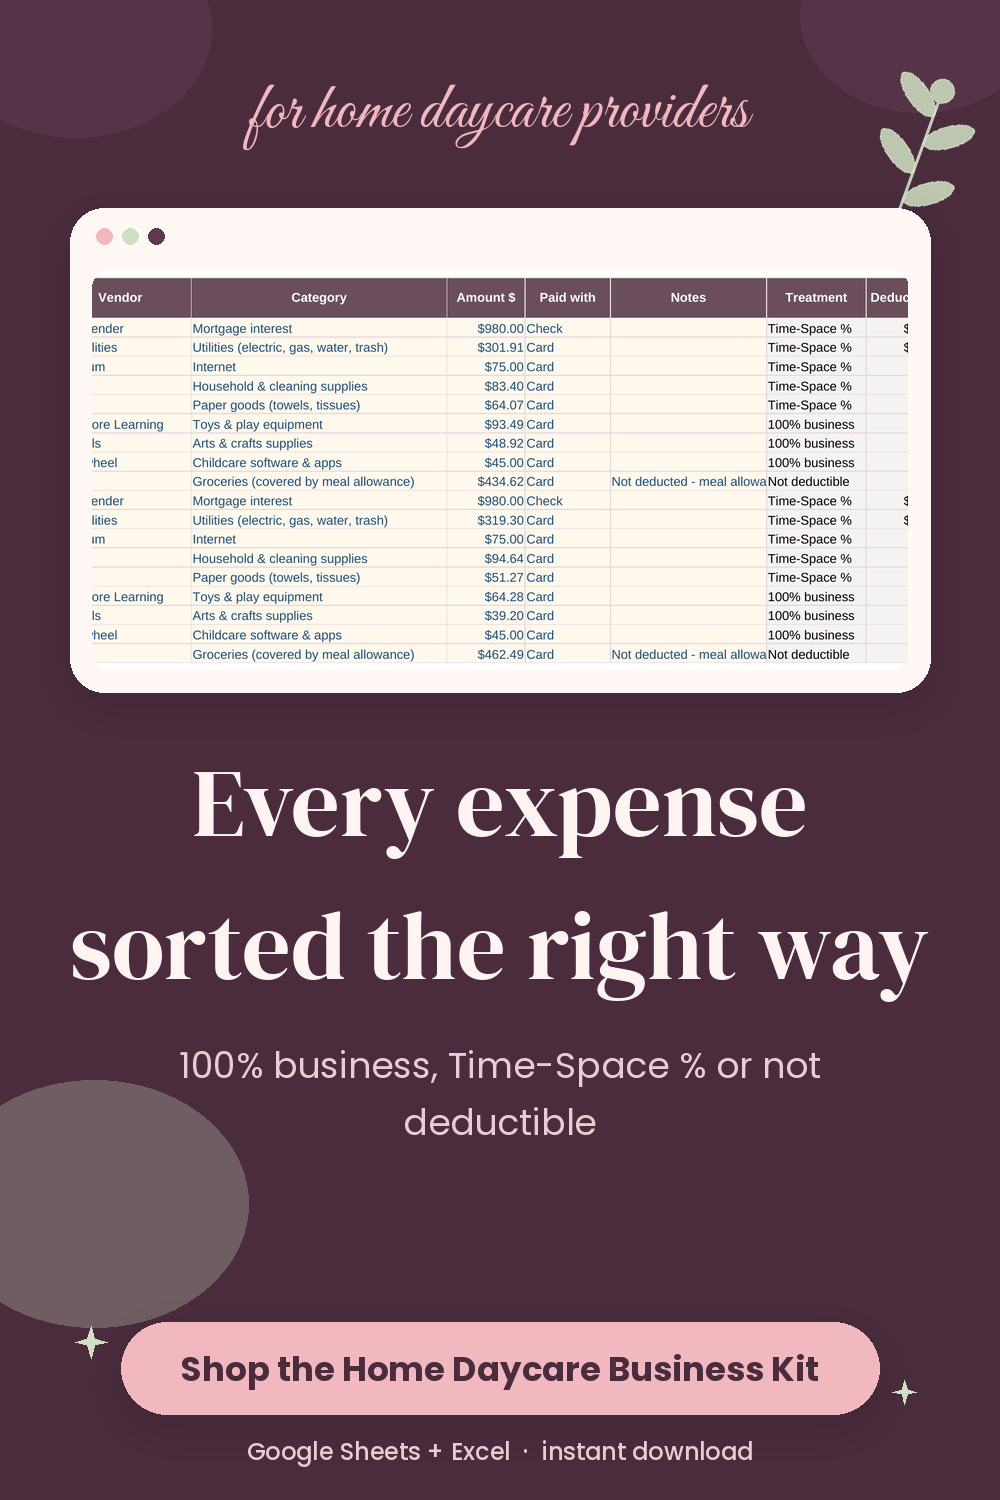 for home daycare providers
Vendor Category Amount $ Paid with Notes Treatment Deduc
ender Mortgage interest $980.00 Check Time-Space % $
lities Utilities (electric, gas, water, trash) $301.91 Card Time-Space % $
um Internet $75.00 Card Time-Space %
Household & cleaning supplies $83.40 Card Time-Space %
Paper goods (towels, tissues) $64.07 Card Time-Space %
ore Learning Toys & play equipment $93.49 Card 100% business
ls Arts & crafts supplies $48.92 Card 100% business
heel Childcare software & apps $45.00 Card 100% business
Groceries (covered by meal allowance) $434.62 Card Not deducted - meal allowa Not deductible
ender Mortgage interest $980.00 Check Time-Space % $
lities Utilities (electric, gas, water, trash) $319.30 Card Time-Space % $
um Internet $75.00 Card Time-Space %
Household & cleaning supplies $94.64 Card Time-Space %
Paper goods (towels, tissues) $51.27 Card Time-Space %
ore Learning Toys & play equipment $64.28 Card 100% business
ls Arts & crafts supplies $39.20 Card 100% business
heel Childcare software & apps $45.00 Card 100% business
Groceries (covered by meal allowance) $462.49 Card Not deducted - meal allowa Not deductible
Every expense
sorted the right way
100% business, Time-Space % or not
deductible
Shop the Home Daycare Business Kit
Google Sheets + Excel · instant download